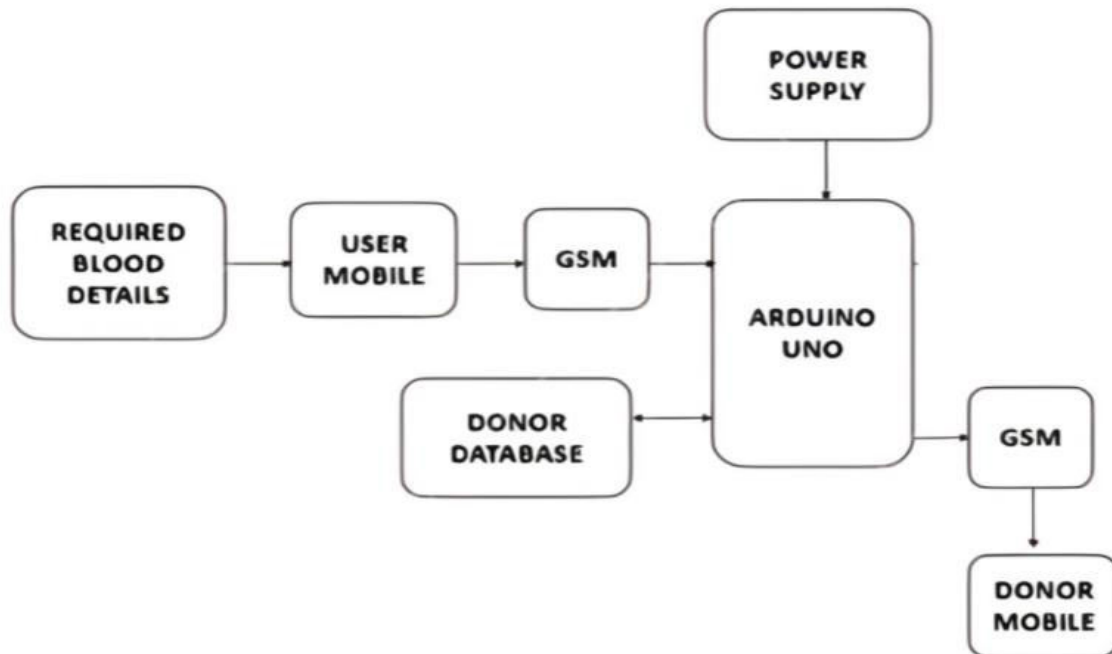 POWER
SUPPLY
REQUIRED
BLOOD
DETAILS
USER
MOBILE
GSM
ARDUINO
UNO
DONOR
DATABASE
GSM
DONOR
MOBILE